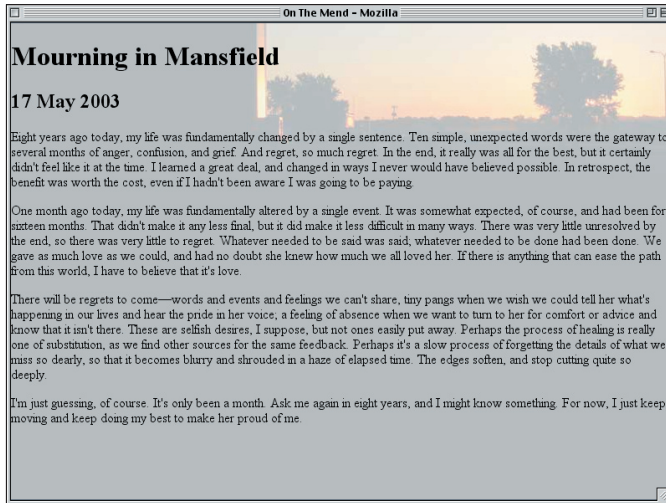 On The Mend - Mozilla
Mourning in Mansfield
17 May 2003
Eight years ago today, my life was fundamentally changed by a single sentence. Ten simple, unexpected words were the gateway to
several months of anger, confusion, and grief. And regret, so much regret. In the end, it really was all for the best, but it certainly
didn't feel like it at the time. I learned a great deal, and changed in ways I never would have believed possible. In retrospect, the
benefit was worth the cost, even if I hadn't been aware I was going to be paying.
One month ago today, my life was fundamentally altered by a single event. It was somewhat expected, of course, and had been for
sixteen months. That didn't make it any less final, but it did make it less difficult in many ways. There was very little unresolved by
the end, so there was very little to regret. Whatever needed to be said was said; whatever needed to be done had been done. We
gave as much love as we could, and had no doubt she knew how much we all loved her. If there is anything that can ease the path
from this world, I have to believe that it's love.
There will be regrets to come—words and events and feelings we can't share, tiny pangs when we wish we could tell her what's
happening in our lives and hear the pride in her voice; a feeling of absence when we want to turn to her for comfort or advice and
know that it isn't there. These are selfish desires, I suppose, but not ones easily put away. Perhaps the process of healing is really
one of substitution, as we find other sources for the same feedback. Perhaps it's a slow process of forgetting the details of what we
miss so dearly, so that it becomes blurry and shrouded in a haze of elapsed time. The edges soften, and stop cutting quite so
deeply.
I'm just guessing, of course. It's only been a month. Ask me again in eight years, and I might know something. For now, I just keep
moving and keep doing my best to make her proud of me.